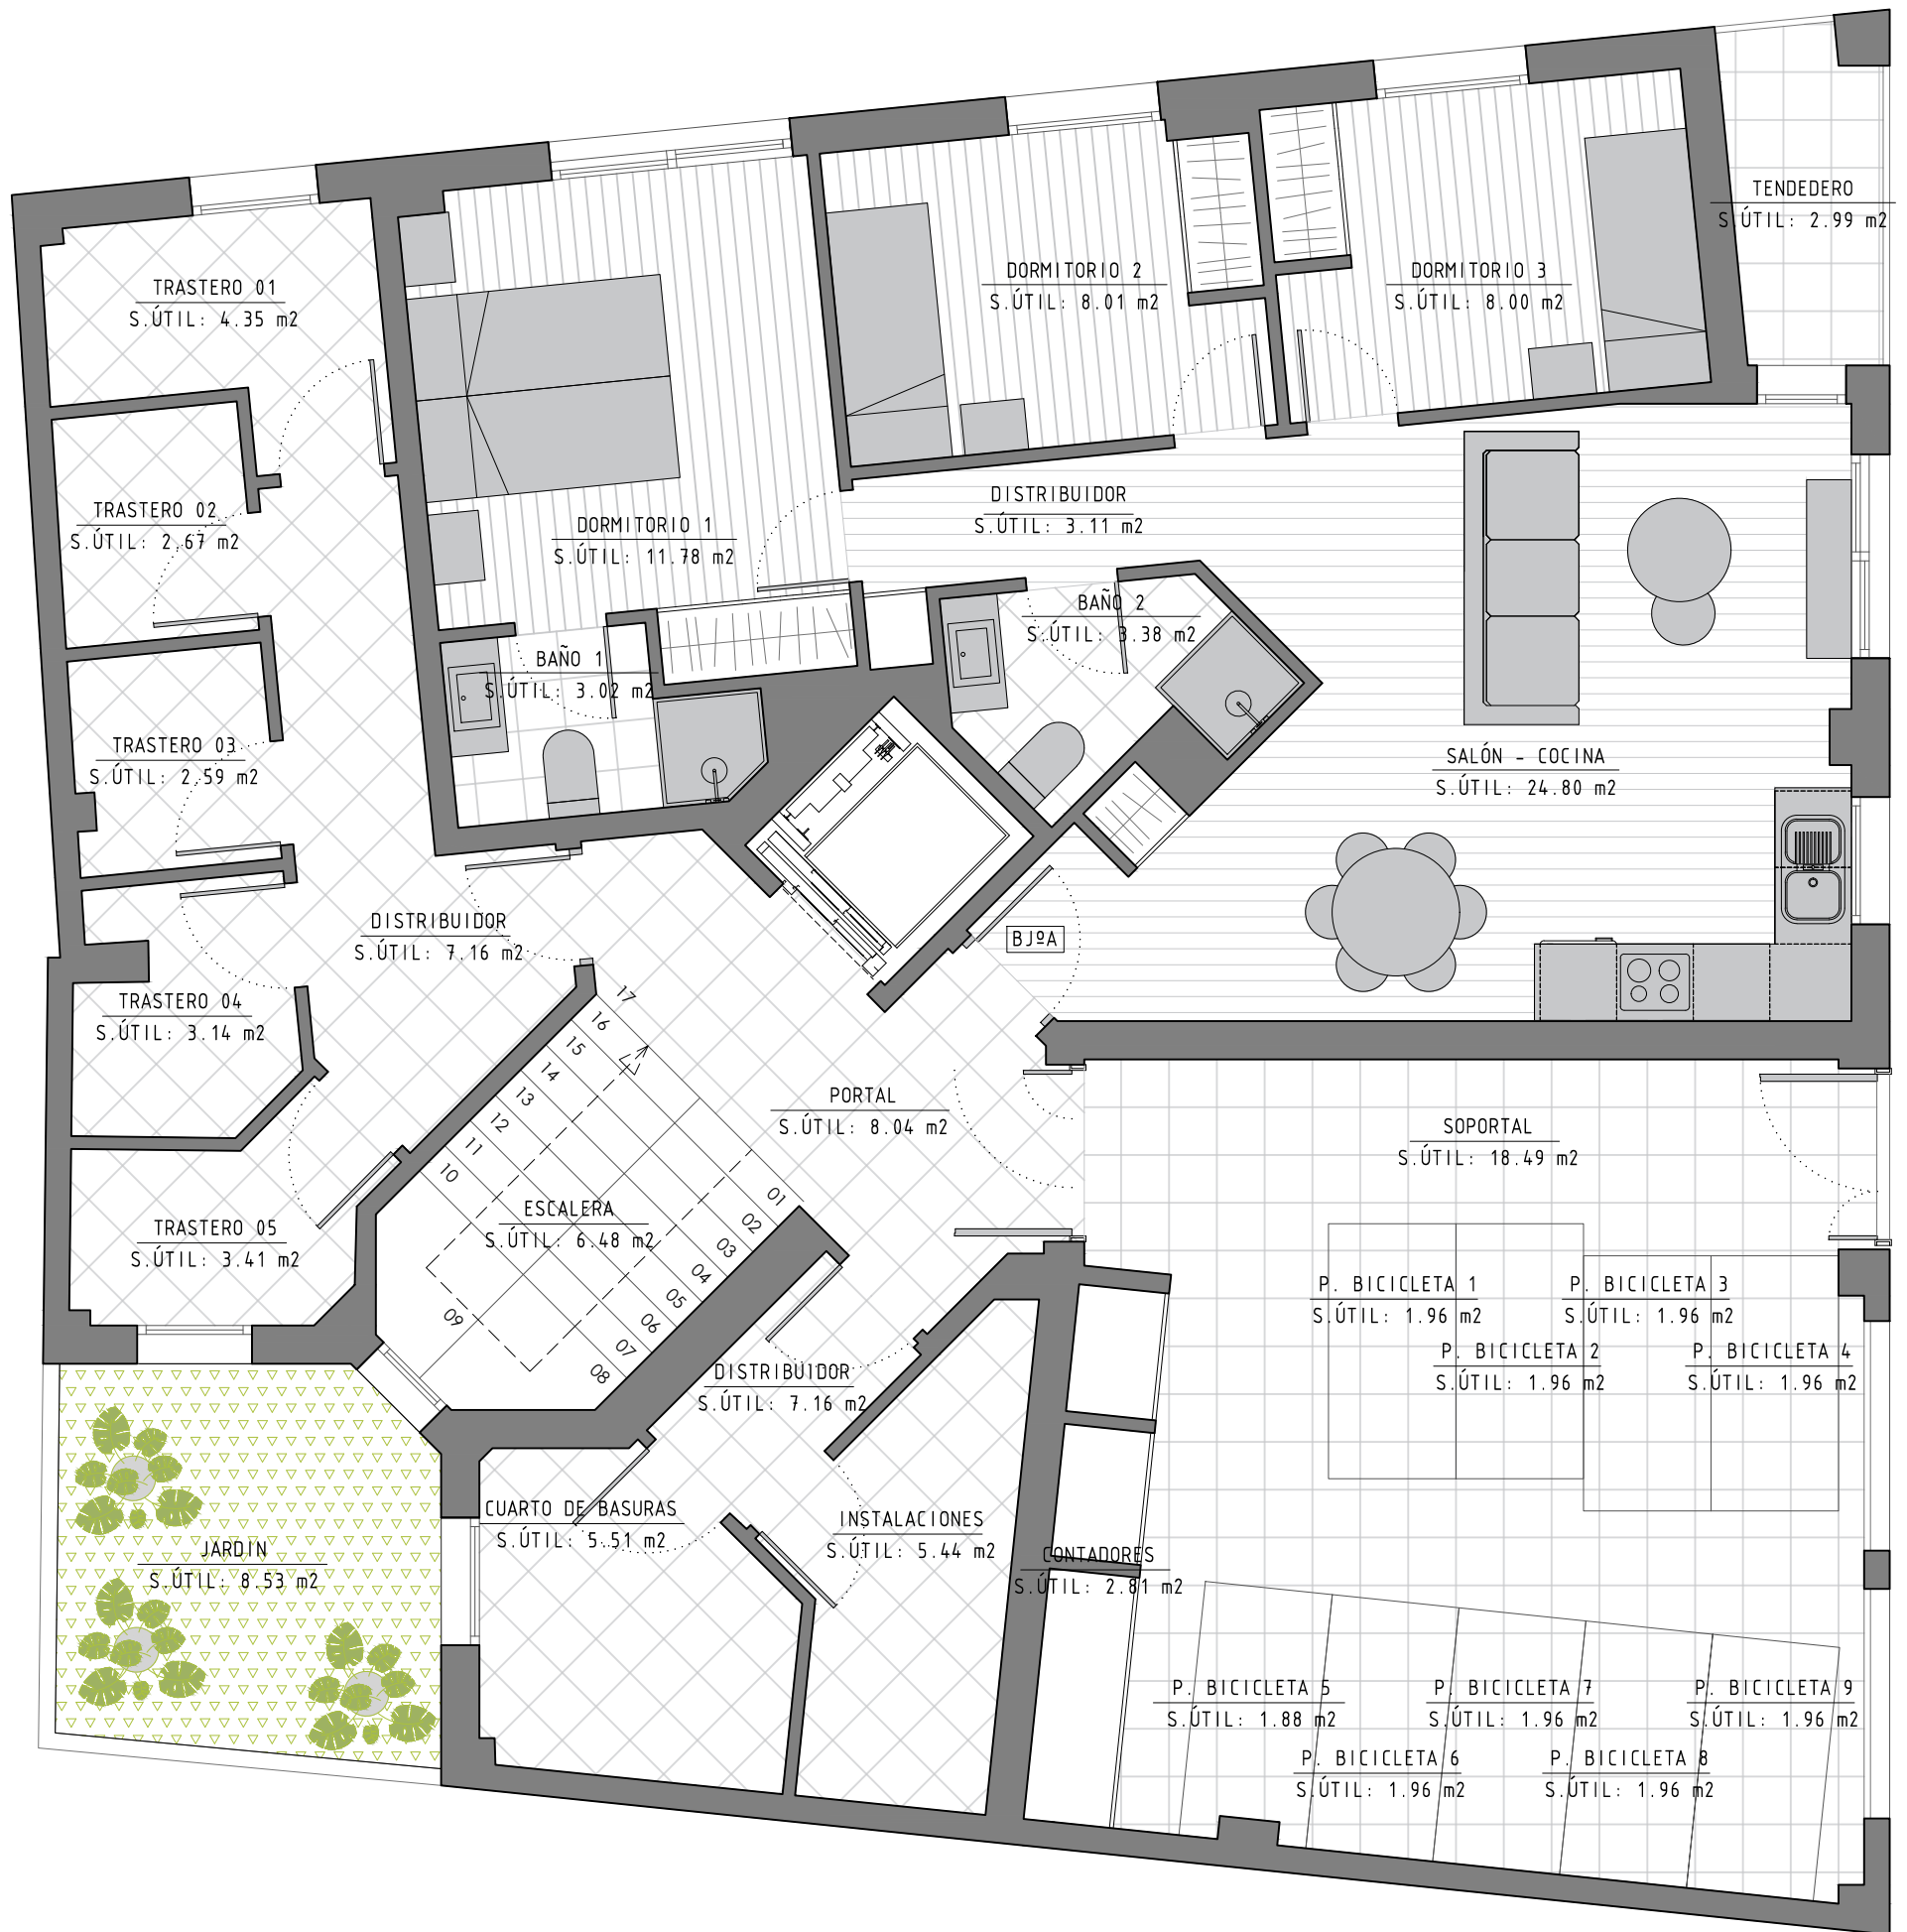 TENDEDERO
S.ÚTIL: 2.99 m2
DORMITORIO 2
S.ÚTIL: 8.01 m2
DORMITORIO 3
S.ÚTIL: 8.00 m2
TRASTERO 01
S.ÚTIL: 4.35 m2
TRASTERO 02
S.ÚTIL: 2.67 m2
DORMITORIO 1
S.ÚTIL: 11.78 m2
DISTRIBUIDOR
S.ÚTIL: 3.11 m2
BAÑO 2
S.ÚTIL: 3.38 m2
BAÑO 1
S.ÚTIL: 3.02 m2
TRASTERO 03
S.ÚTIL: 2.59 m2
SALÓN - COCINA
S.ÚTIL: 24.80 m2
DISTRIBUIDOR
S.ÚTIL: 7.16 m2
BJºA
TRASTERO 04
S.ÚTIL: 3.14 m2
17
16
15
14
13
12
11
10
09
08
07
06
05
04
03
02
01
PORTAL
S.ÚTIL: 8.04 m2
SOPORTAL
S.ÚTIL: 18.49 m2
ESCALERA
S.ÚTIL: 6.48 m2
TRASTERO 05
S.ÚTIL: 3.41 m2
P. BICICLETA 1
S.ÚTIL: 1.96 m2
P. BICICLETA 3
S.ÚTIL: 1.96 m2
P. BICICLETA 2
S.ÚTIL: 1.96 m2
P. BICICLETA 4
S.ÚTIL: 1.96 m2
DISTRIBUIDOR
S.ÚTIL: 7.16 m2
CUARTO DE BASURAS
S.ÚTIL: 5.51 m2
INSTALACIONES
S.ÚTIL: 5.44 m2
JARDIN
S.ÚTIL: 8.53 m2
CONTADORES
S.ÚTIL: 2.81 m2
P. BICICLETA 5
S.ÚTIL: 1.88 m2
P. BICICLETA 7
S.ÚTIL: 1.96 m2
P. BICICLETA 9
S.ÚTIL: 1.96 m2
P. BICICLETA 6
S.ÚTIL: 1.96 m2
P. BICICLETA 8
S.ÚTIL: 1.96 m2